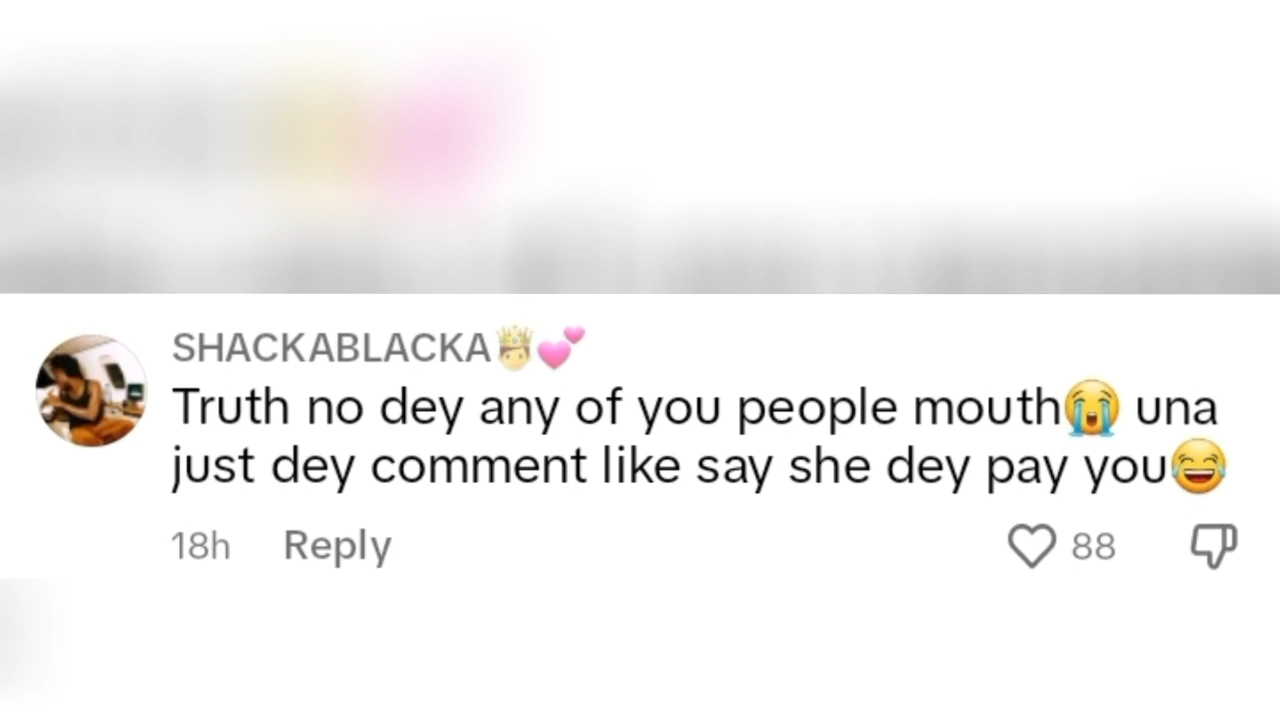 SHACKABLACKA🤴💕
Truth no dey any of you people mouth😭 una
just dey comment like say she dey pay you😂
18h Reply 88